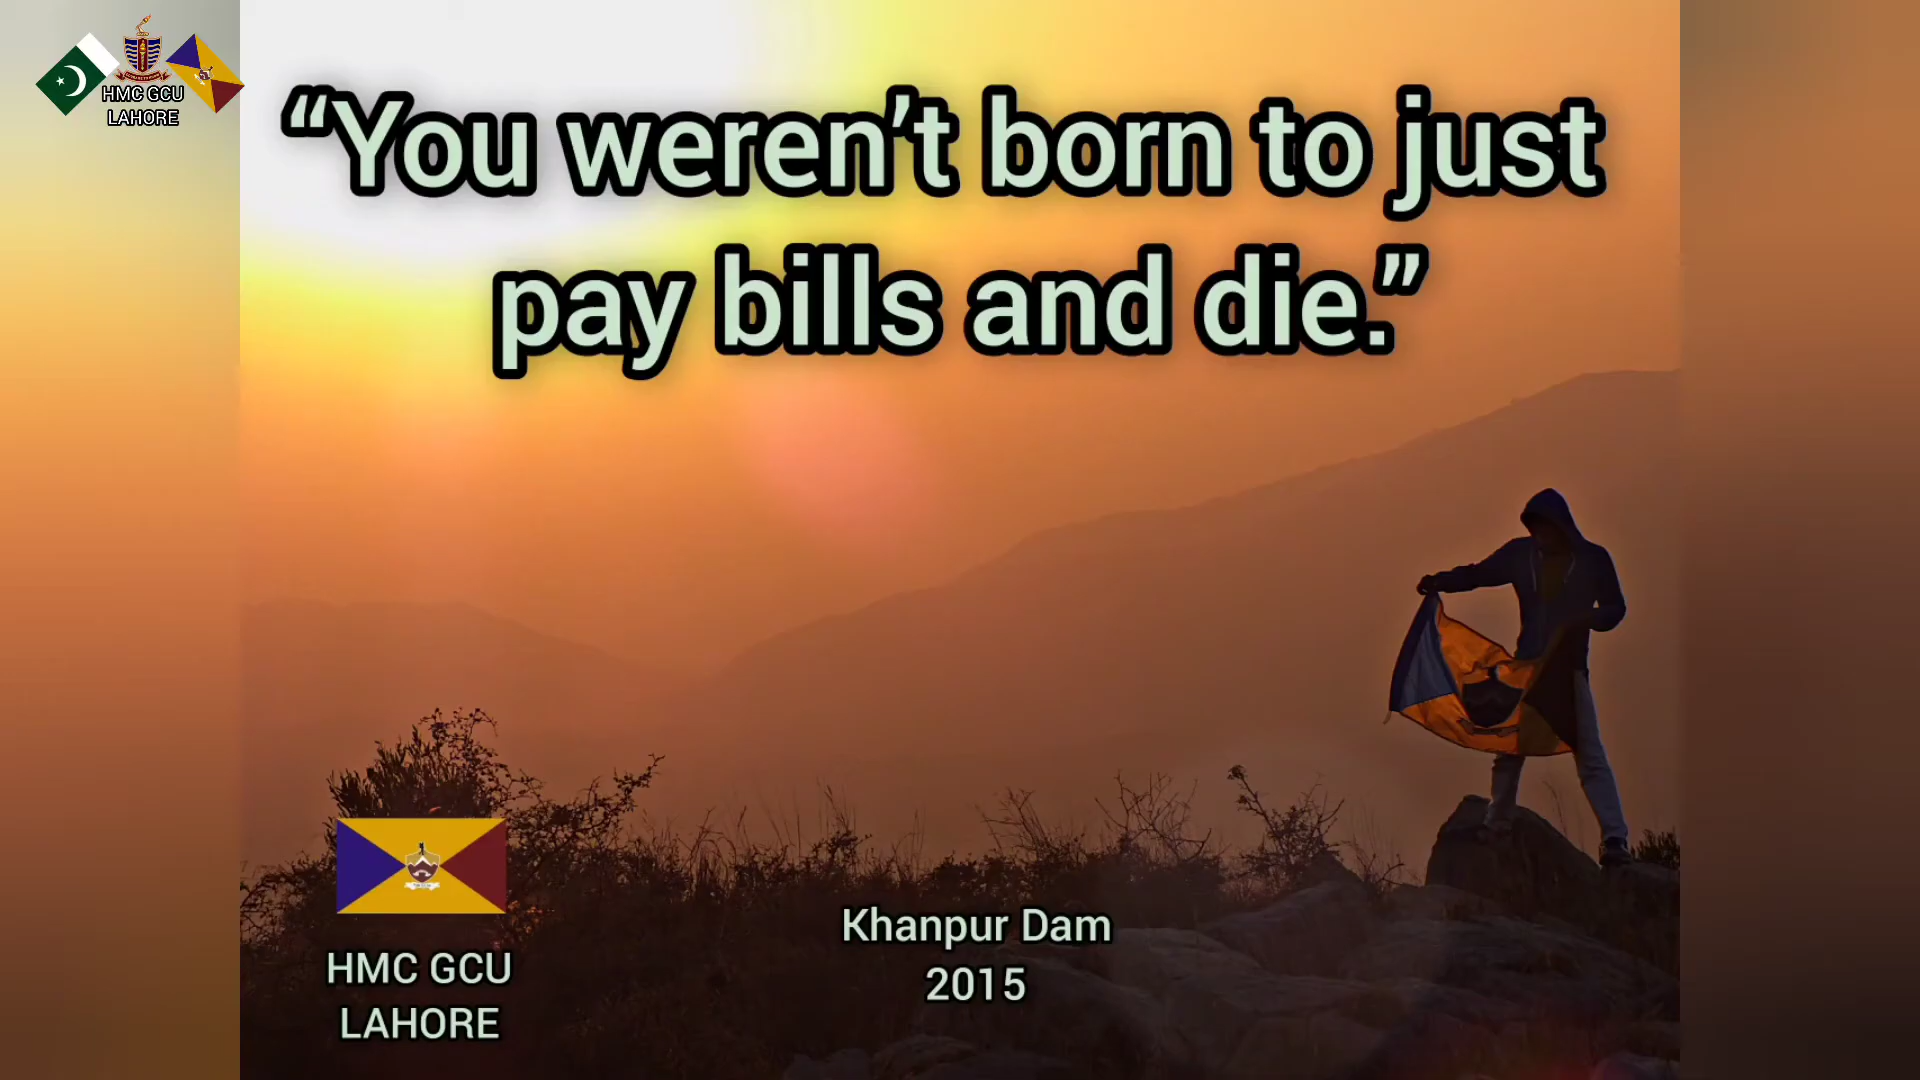 HMC GCU
LAHORE
“You weren’t born to just
pay bills and die.”
HMC GCU
LAHORE
Khanpur Dam
2015